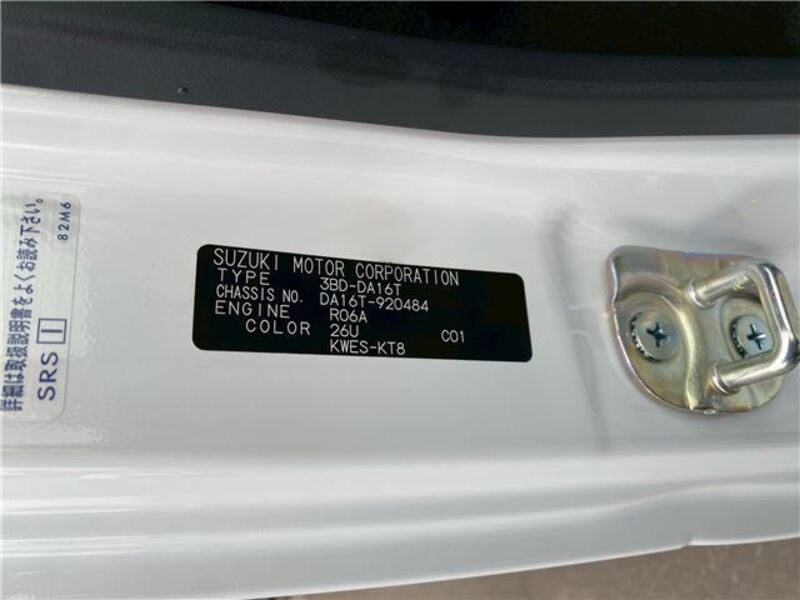 詳細は取扱説明書をよくお読み下さい。
SRS I
82M6
SUZUKI MOTOR CORPORATION
TYPE 3BD-DA16T
CHASSIS NO. DA16T-920484
ENGINE R06A
COLOR 26U C01
KWES-KT8